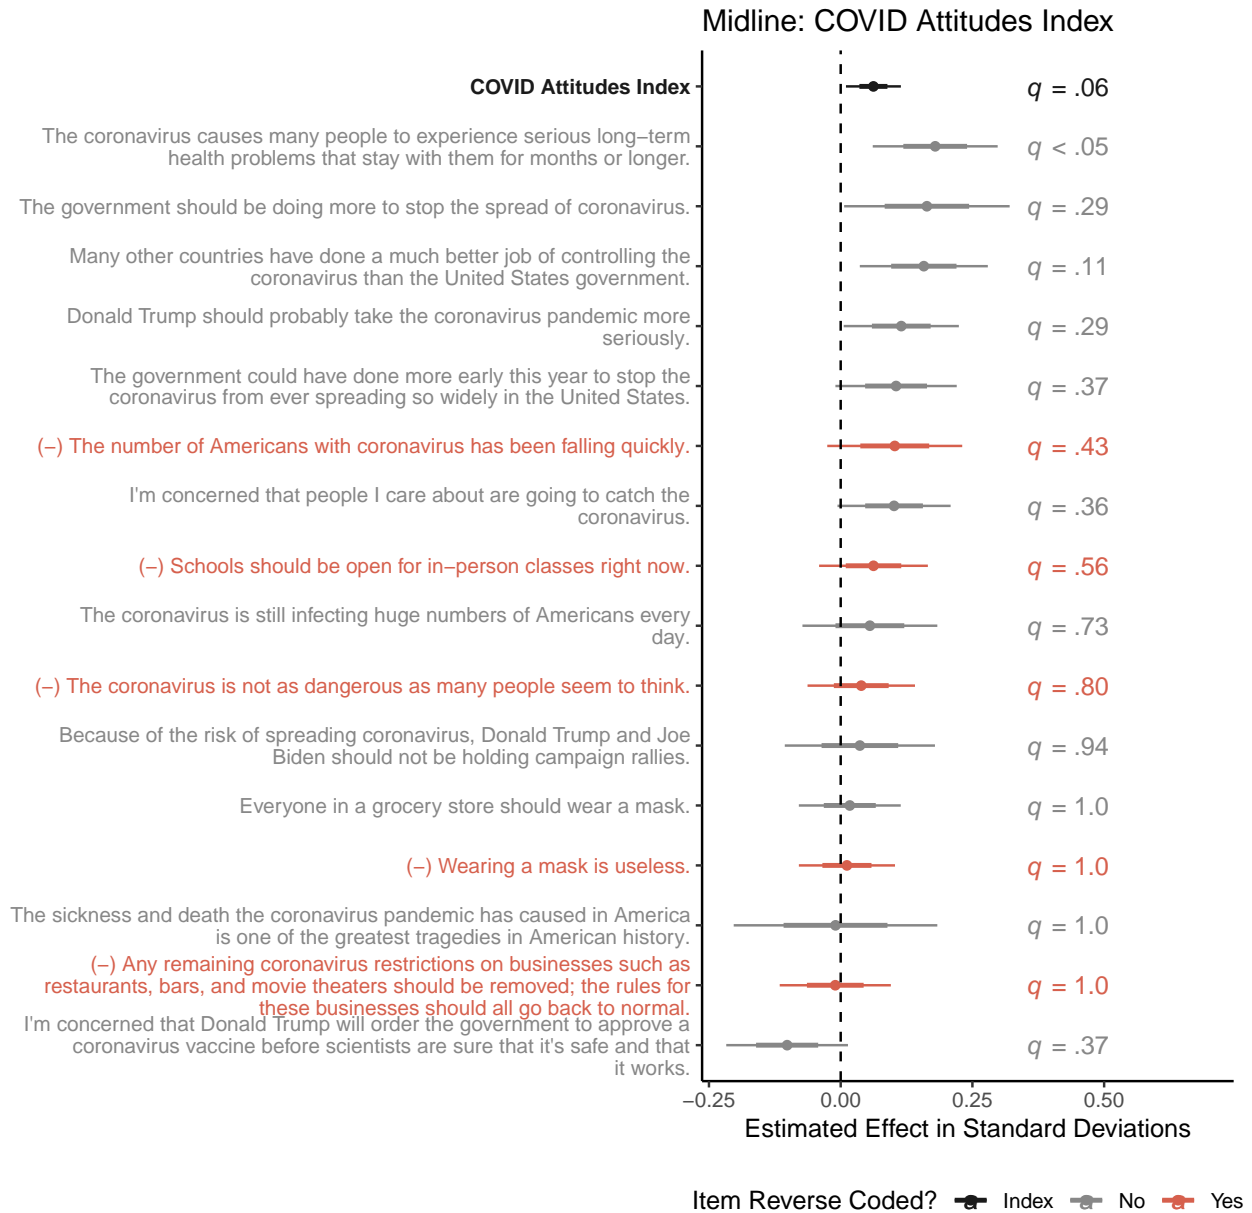 Midline: COVID Attitudes Index
COVID Attitudes Index
q = .06
The coronavirus causes many people to experience serious long−term
health problems that stay with them for months or longer.
q < .05
The government should be doing more to stop the spread of coronavirus.
q = .29
Many other countries have done a much better job of controlling the
coronavirus than the United States government.
q = .11
Donald Trump should probably take the coronavirus pandemic more
seriously.
q = .29
The government could have done more early this year to stop the
coronavirus from ever spreading so widely in the United States.
q = .37
(−) The number of Americans with coronavirus has been falling quickly.
q = .43
I'm concerned that people I care about are going to catch the
coronavirus.
q = .36
(−) Schools should be open for in−person classes right now.
q = .56
The coronavirus is still infecting huge numbers of Americans every
day.
q = .73
(−) The coronavirus is not as dangerous as many people seem to think.
q = .80
Because of the risk of spreading coronavirus, Donald Trump and Joe
Biden should not be holding campaign rallies.
q = .94
Everyone in a grocery store should wear a mask.
q = 1.0
(−) Wearing a mask is useless.
q = 1.0
The sickness and death the coronavirus pandemic has caused in America
is one of the greatest tragedies in American history.
q = 1.0
(−) Any remaining coronavirus restrictions on businesses such as
restaurants, bars, and movie theaters should be removed; the rules for
these businesses should all go back to normal.
q = 1.0
I'm concerned that Donald Trump will order the government to approve a
coronavirus vaccine before scientists are sure that it's safe and that
it works.
q = .37
−0.25 0.00 0.25 0.50
Estimated Effect in Standard Deviations
Item Reverse Coded? a Index a No a Yes